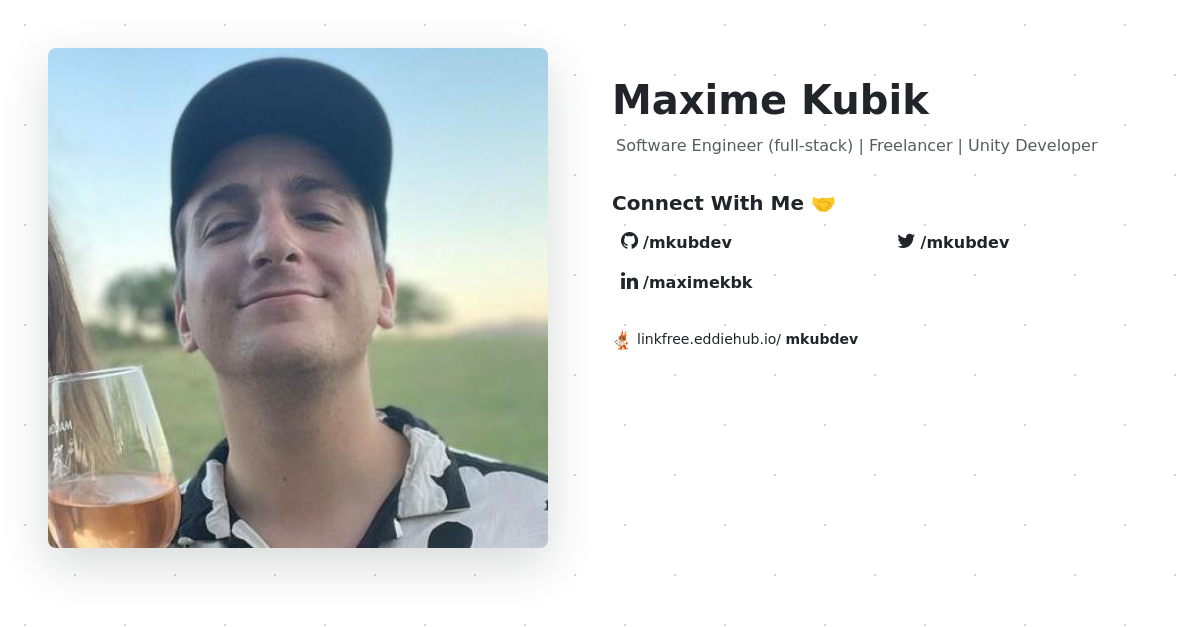 Maxime Kubik
Software Engineer (full-stack) | Freelancer | Unity Developer
Connect With Me 🤝
/mkubdev
/mkubdev
/maximekbk
linkfree.eddiehub.io/ mkubdev